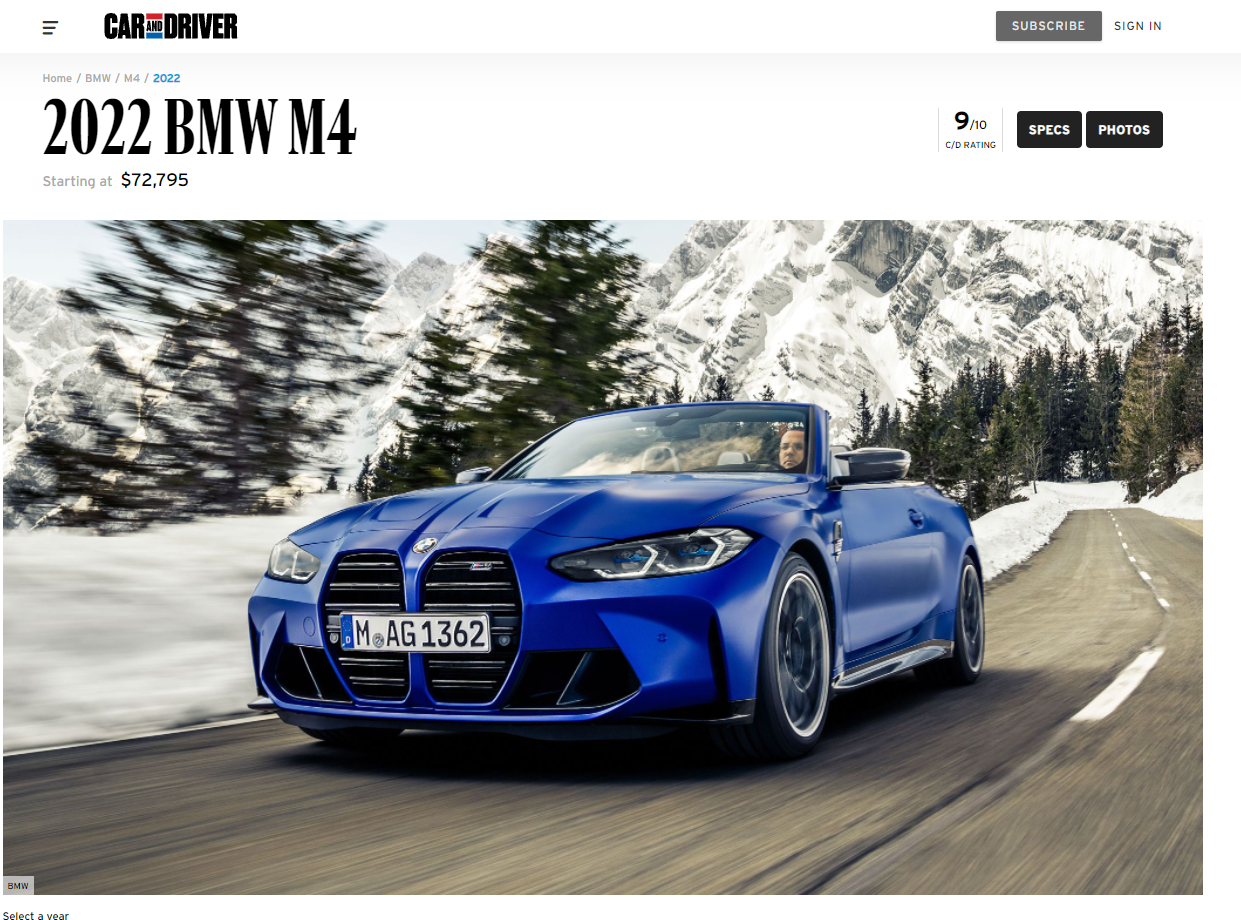 CAR AND DRIVER
SUBSCRIBE
SIGN IN
Home / BMW / M4 / 2022
2022 BMW M4
Starting at $72,795
9/10
C/D RATING
SPECS
PHOTOS
M AG 1362
D
BMW
Select a year